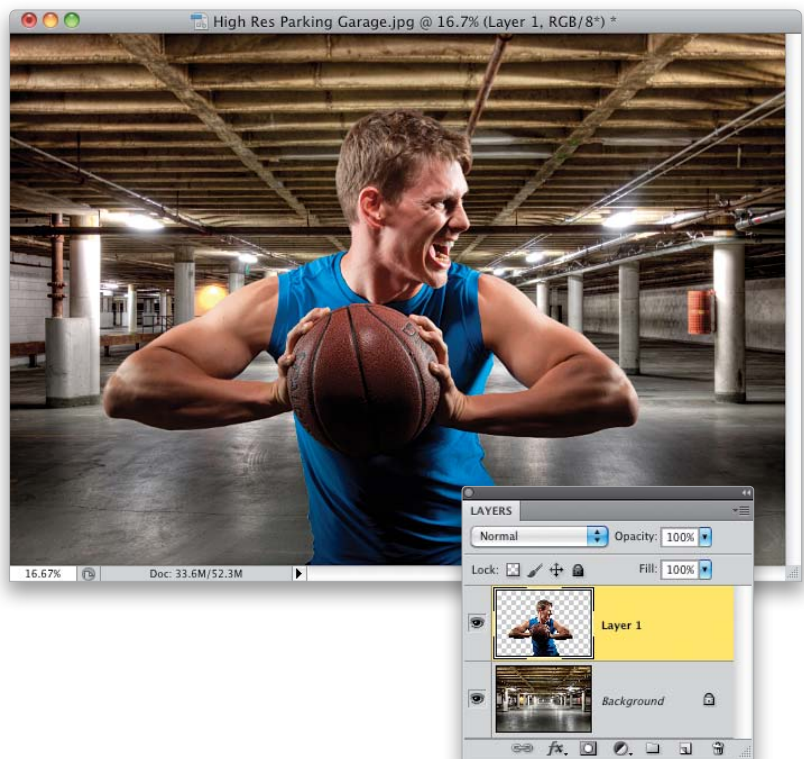 High Res Parking Garage.jpg @ 16.7% (Layer 1, RGB/8*) *
16.67%
Doc: 33.6M/52.3M
LAYERS
Normal
Opacity: 100%
Lock:
Fill: 100%
Layer 1
Background
fx.